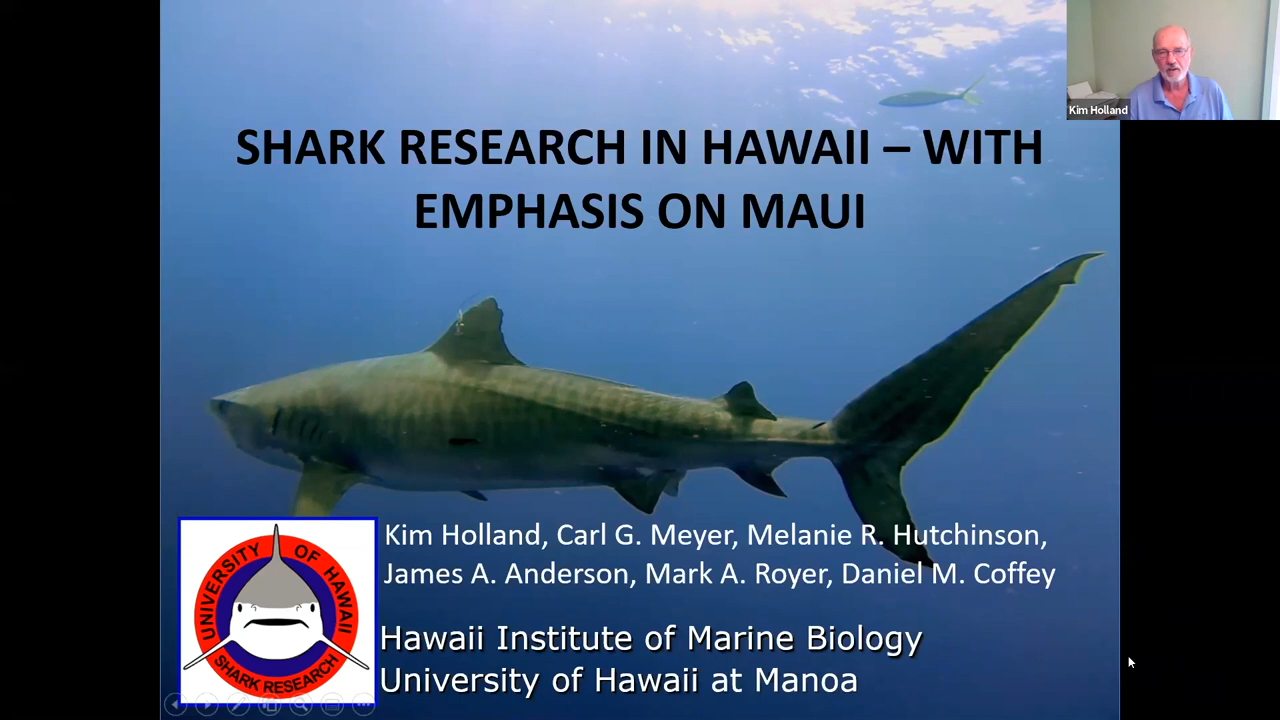 Kim Holland
SHARK RESEARCH IN HAWAII – WITH
EMPHASIS ON MAUI
Kim Holland, Carl G. Meyer, Melanie R. Hutchinson,
James A. Anderson, Mark A. Royer, Daniel M. Coffey
UNIVERSITY OF HAWAII
SHARK RESEARCH
Hawaii Institute of Marine Biology
University of Hawaii at Manoa